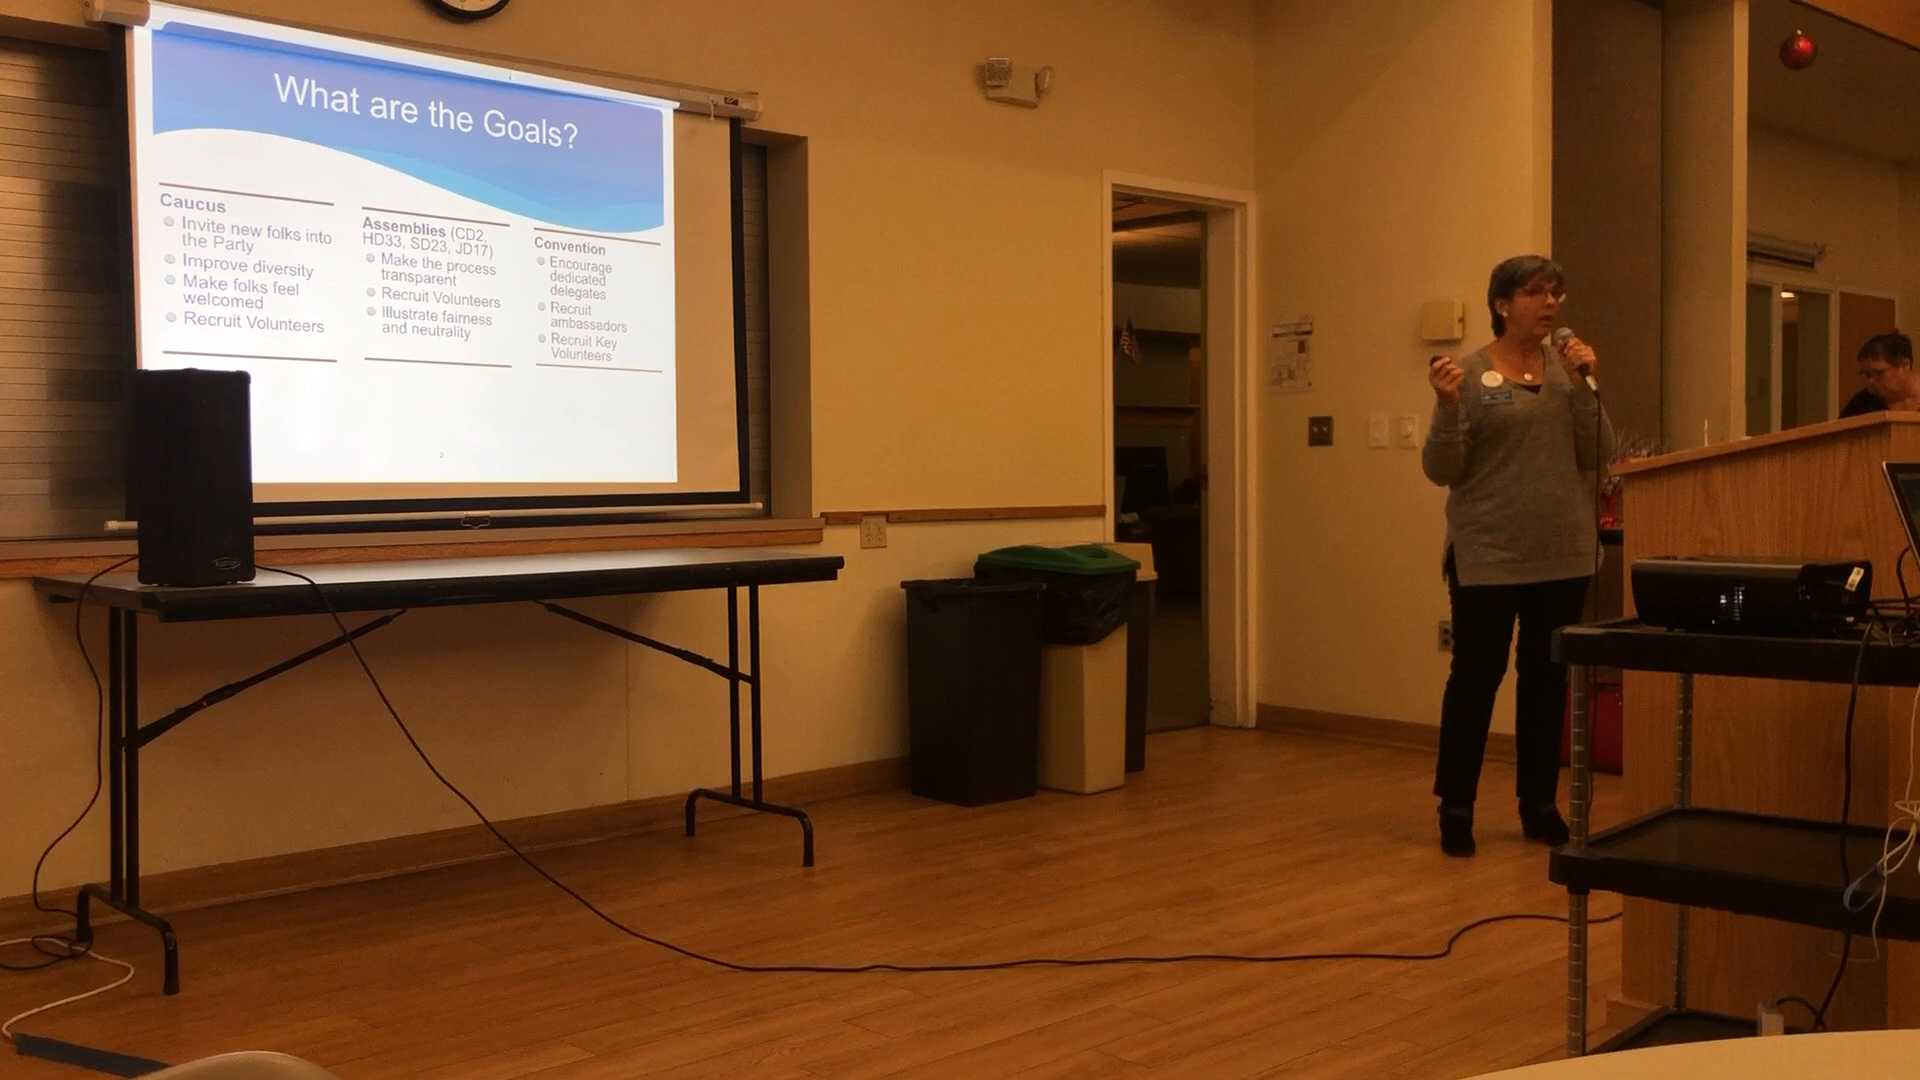 What are the Goals?
Caucus
Invite new folks into
the Party
Improve diversity
Make folks feel
welcomed
Recruit Volunteers
Assemblies (CD2,
HD33, SD23, JD17)
Make the process
transparent
Recruit Volunteers
Illustrate fairness
and neutrality
Convention
Encourage
dedicated
delegates
Recruit
ambassadors
Recruit Key
Volunteers
2